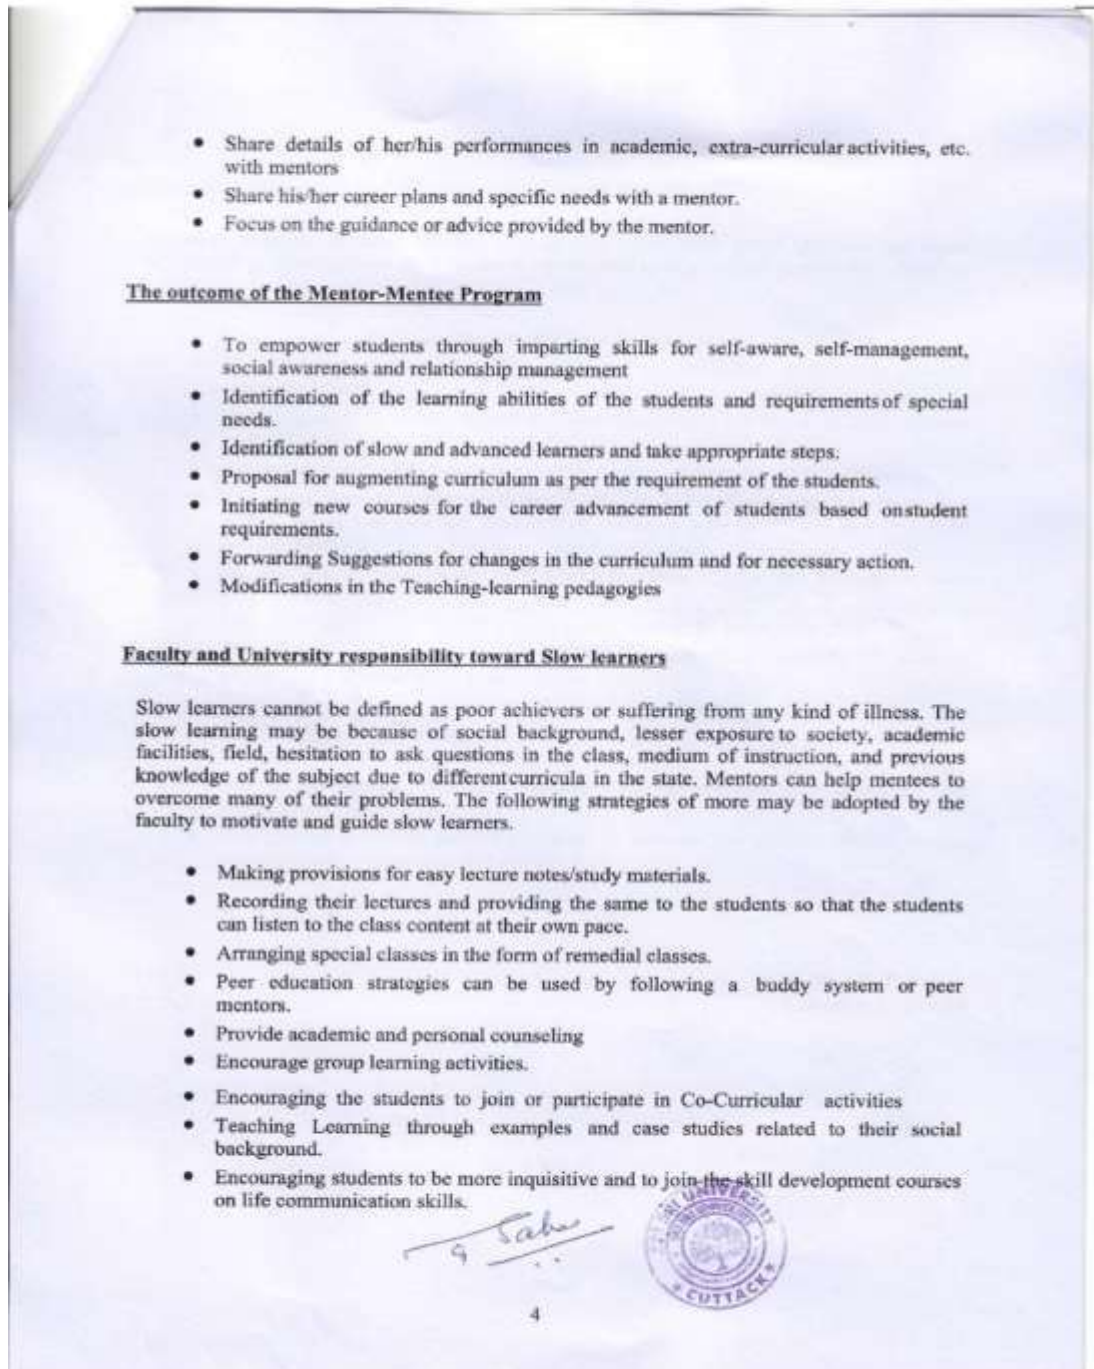 • Share details of her/his performances in academic, extra-curricular activities, etc.
with mentors
• Share his/her career plans and specific needs with a mentor.
• Focus on the guidance or advice provided by the mentor.
The outcome of the Mentor-Mentee Program
• To empower students through imparting skills for self-aware, self-management,
social awareness and relationship management
• Identification of the learning abilities of the students and requirements of special
needs.
• Identification of slow and advanced learners and take appropriate steps.
• Proposal for augmenting curriculum as per the requirement of the students.
• Initiating new courses for the career advancement of students based onstudent
requirements.
• Forwarding Suggestions for changes in the curriculum and for necessary action.
• Modifications in the Teaching-learning pedagogies
Faculty and University responsibility toward Slow learners
Slow learners cannot be defined as poor achievers or suffering from any kind of illness. The
slow learning may be because of social background, lesser exposure to society, academic
facilities, field, hesitation to ask questions in the class, medium of instruction, and previous
knowledge of the subject due to different curricula in the state. Mentors can help mentees to
overcome many of their problems. The following strategies of more may be adopted by the
faculty to motivate and guide slow learners.
• Making provisions for easy lecture notes/study materials.
• Recording their lectures and providing the same to the students so that the students
can listen to the class content at their own pace.
• Arranging special classes in the form of remedial classes.
• Peer education strategies can be used by following a buddy system or peer
mentors.
• Provide academic and personal counseling
• Encourage group learning activities.
• Encouraging the students to join or participate in Co-Curricular activities
• Teaching Learning through examples and case studies related to their social
background.
• Encouraging students to be more inquisitive and to join the skill development courses
on life communication skills.
UNIVERSITY
CUTTACK
4